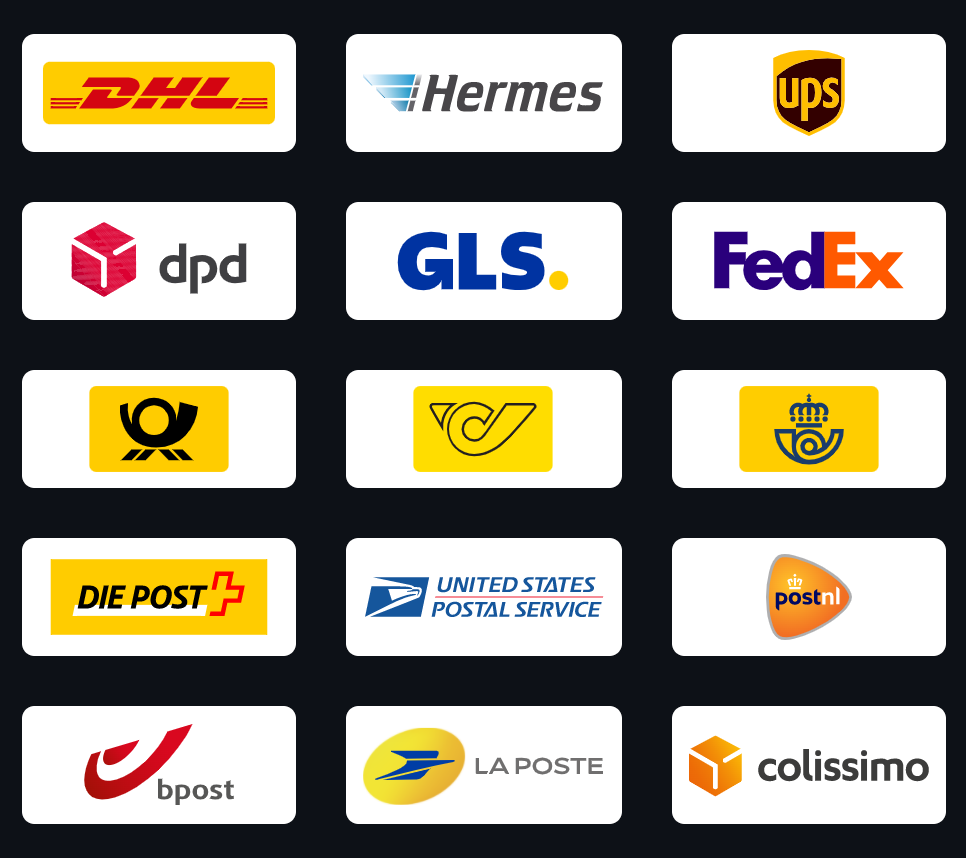 DHL
Hermes
ups
dpd
GLS.
FedEx
DIE POST
UNITED STATES
POSTAL SERVICE
postnl
bpost
LA POSTE
colissimo